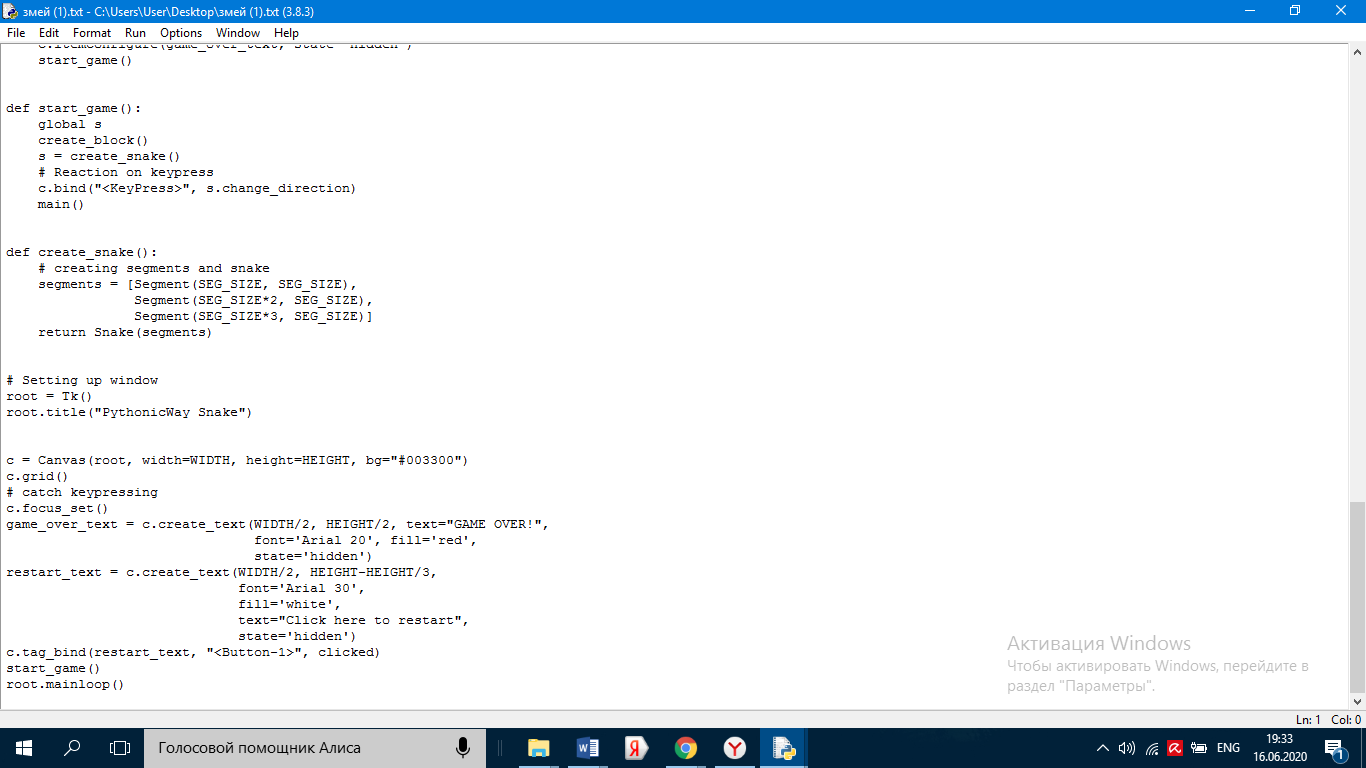 змей (1).txt - C:\Users\User\Desktop\змей (1).txt (3.8.3)
File Edit Format Run Options Window Help
    c.itemconfigure(game_over_text, state='hidden')
    start_game()
def start_game():
    global s
    create_block()
    s = create_snake()
    # Reaction on keypress
    c.bind("<KeyPress>", s.change_direction)
    main()
def create_snake():
    # creating segments and snake
    segments = [Segment(SEG_SIZE, SEG_SIZE),
                Segment(SEG_SIZE*2, SEG_SIZE),
                Segment(SEG_SIZE*3, SEG_SIZE)]
    return Snake(segments)
# Setting up window
root = Tk()
root.title("PythonicWay Snake")
c = Canvas(root, width=WIDTH, height=HEIGHT, bg="#003300")
c.grid()
# catch keypressing
c.focus_set()
game_over_text = c.create_text(WIDTH/2, HEIGHT/2, text="GAME OVER!",
                               font='Arial 20', fill='red',
                               state='hidden')
restart_text = c.create_text(WIDTH/2, HEIGHT-HEIGHT/3,
                             font='Arial 30',
                             fill='white',
                             text="Click here to restart",
                             state='hidden')
c.tag_bind(restart_text, "<Button-1>", clicked)
start_game()
root.mainloop()
Активация Windows
Чтобы активировать Windows, перейдите в
раздел "Параметры".
Ln: 1 Col: 0
Голосовой помощник Алиса
ENG
19:33
16.06.2020
1